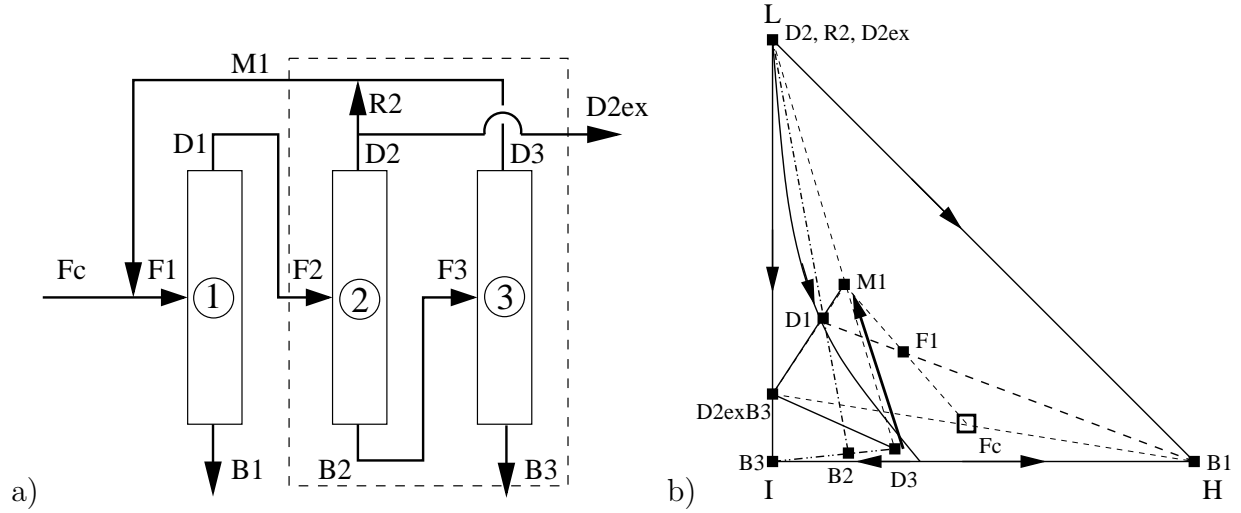 M1
R2
D2ex
D1
D2
D3
Fc
F1
F2
F3
1
2
3
B1
B2
B3
a)
L
D2, R2, D2ex
M1
D1
F1
D2exB3
Fc
B3
B2
D3
B1
I
H
b)